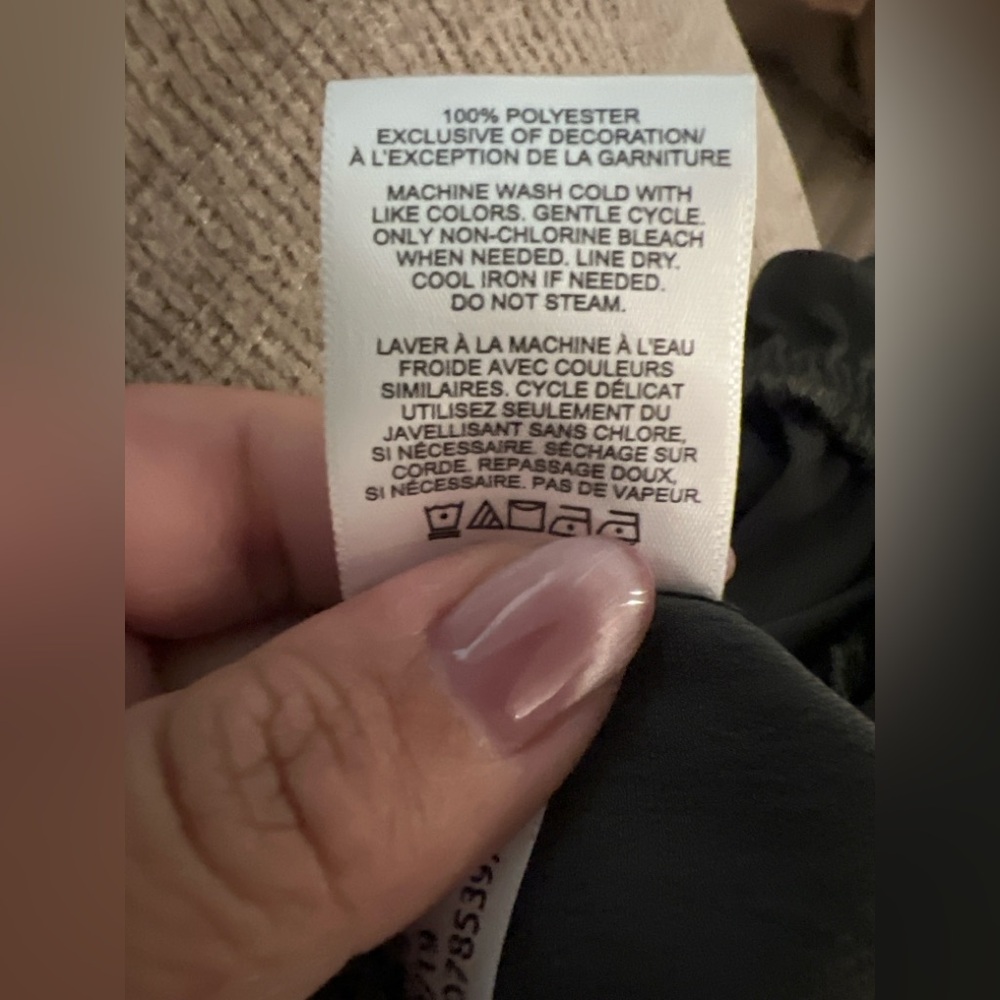 100% POLYESTER
EXCLUSIVE OF DECORATION/
À L'EXCEPTION DE LA GARNITURE
MACHINE WASH COLD WITH
LIKE COLORS. GENTLE CYCLE.
ONLY NON-CHLORINE BLEACH
WHEN NEEDED. LINE DRY.
COOL IRON IF NEEDED.
DO NOT STEAM.
LAVER À LA MACHINE À L'EAU
FROIDE AVEC COULEURS
SIMILAIRES. CYCLE DÉLICAT
UTILISEZ SEULEMENT DU
JAVELLISANT SANS CHLORE,
SI NÉCESSAIRE. SÉCHAGE SUR
CORDE. REPASSAGE DOUX,
SI NÉCESSAIRE. PAS DE VAPEUR.